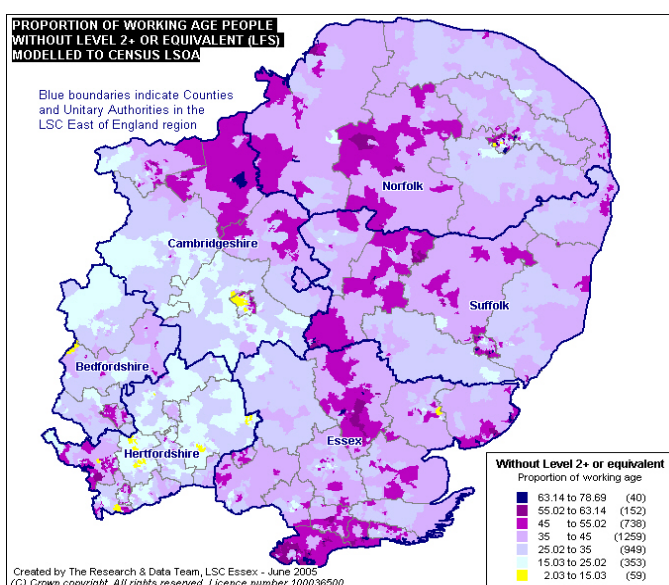 PROPORTION OF WORKING AGE PEOPLE
WITHOUT LEVEL 2+ OR EQUIVALENT (LFS)
MODELLED TO CENSUS LSOA
Blue boundaries indicate Counties
and Unitary Authorities in the
LSC East of England region
Norfolk
Cambridgeshire
Suffolk
Bedfordshire
Essex
Hertfordshire
Without Level 2+ or equivalent
Proportion of working age
63.14 to 78.69 (40)
55.02 to 63.14 (152)
45 to 55.02 (738)
35 to 45 (1259)
25.02 to 35 (949)
15.03 to 25.02 (353)
2.03 to 15.03 (59)
Created by The Research & Data Team, LSC Essex - June 2005
(C) Crown copyright. All rights reserved. Licence number 100036500